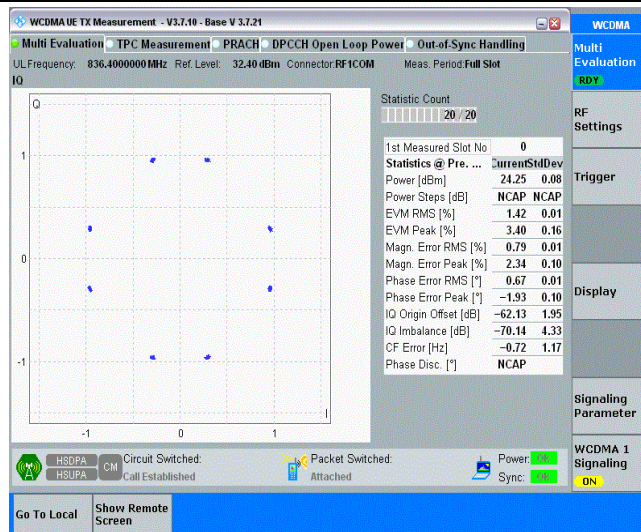 WCDMA UE TX Measurement - V3.7.10 - Base V 3.7.21
WCDMA
Multi Evaluation TPC Measurement PRACH DPCCH Open Loop Power Out-of-Sync Handling
UL Frequency: 836.4000000 MHz Ref. Level: 32.40 dBm Connector:RF1COM Meas. Period:Full Slot
IQ
Q
1
0
-1
-1 0 1
I
Statistic Count
20 / 20
1st Measured Slot No 0
Statistics @ Pre. ... CurrentStdDev
Power [dBm] 24.25 0.08
Power Steps [dB] NCAP NCAP
EVM RMS [%] 1.42 0.01
EVM Peak [%] 3.40 0.16
Magn. Error RMS [%] 0.79 0.01
Magn. Error Peak [%] 2.34 0.10
Phase Error RMS [°] 0.67 0.01
Phase Error Peak [°] -1.93 0.10
IQ Origin Offset [dB] -62.13 1.95
IQ Imbalance [dB] -70.14 4.33
CF Error [Hz] -0.72 1.17
Phase Disc. [°] NCAP
Multi
Evaluation
RDY
RF
Settings
Trigger
Display
Signaling
Parameter
WCDMA 1
Signaling
ON
HSDPA
HSUPA
CM
Circuit Switched:
Call Established
Packet Switched:
Attached
Power: OK
Sync: OK
Go To Local
Show Remote
Screen